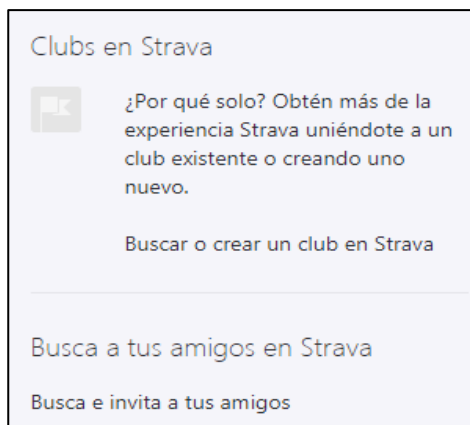 Clubs en Strava
¿Por qué solo? Obtén más de la
experiencia Strava uniéndote a un
club existente o creando uno
nuevo.
Buscar o crear un club en Strava
Busca a tus amigos en Strava
Busca e invita a tus amigos